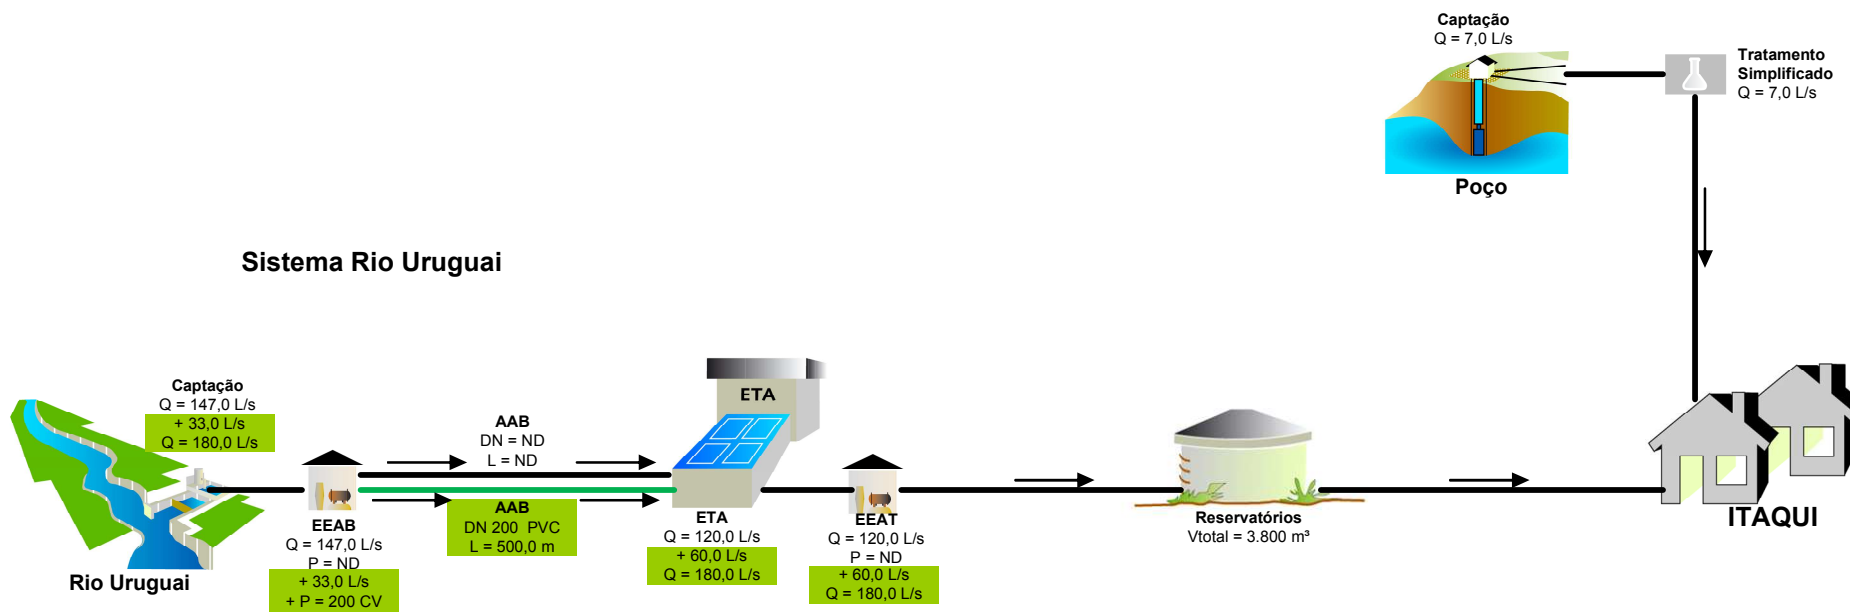 Captação
Q = 7,0 L/s
Tratamento
Simplificado
Q = 7,0 L/s
Poço
Sistema Rio Uruguai
Captação
Q = 147,0 L/s
+ 33,0 L/s
Q = 180,0 L/s
Rio Uruguai
EEAB
Q = 147,0 L/s
P = ND
+ 33,0 L/s
+ P = 200 CV
AAB
DN = ND
L = ND
AAB
DN 200 PVC
L = 500,0 m
ETA
ETA
Q = 120,0 L/s
+ 60,0 L/s
Q = 180,0 L/s
EEAT
Q = 120,0 L/s
P = ND
+ 60,0 L/s
Q = 180,0 L/s
Reservatórios
Vtotal = 3.800 m³
ITAQUI